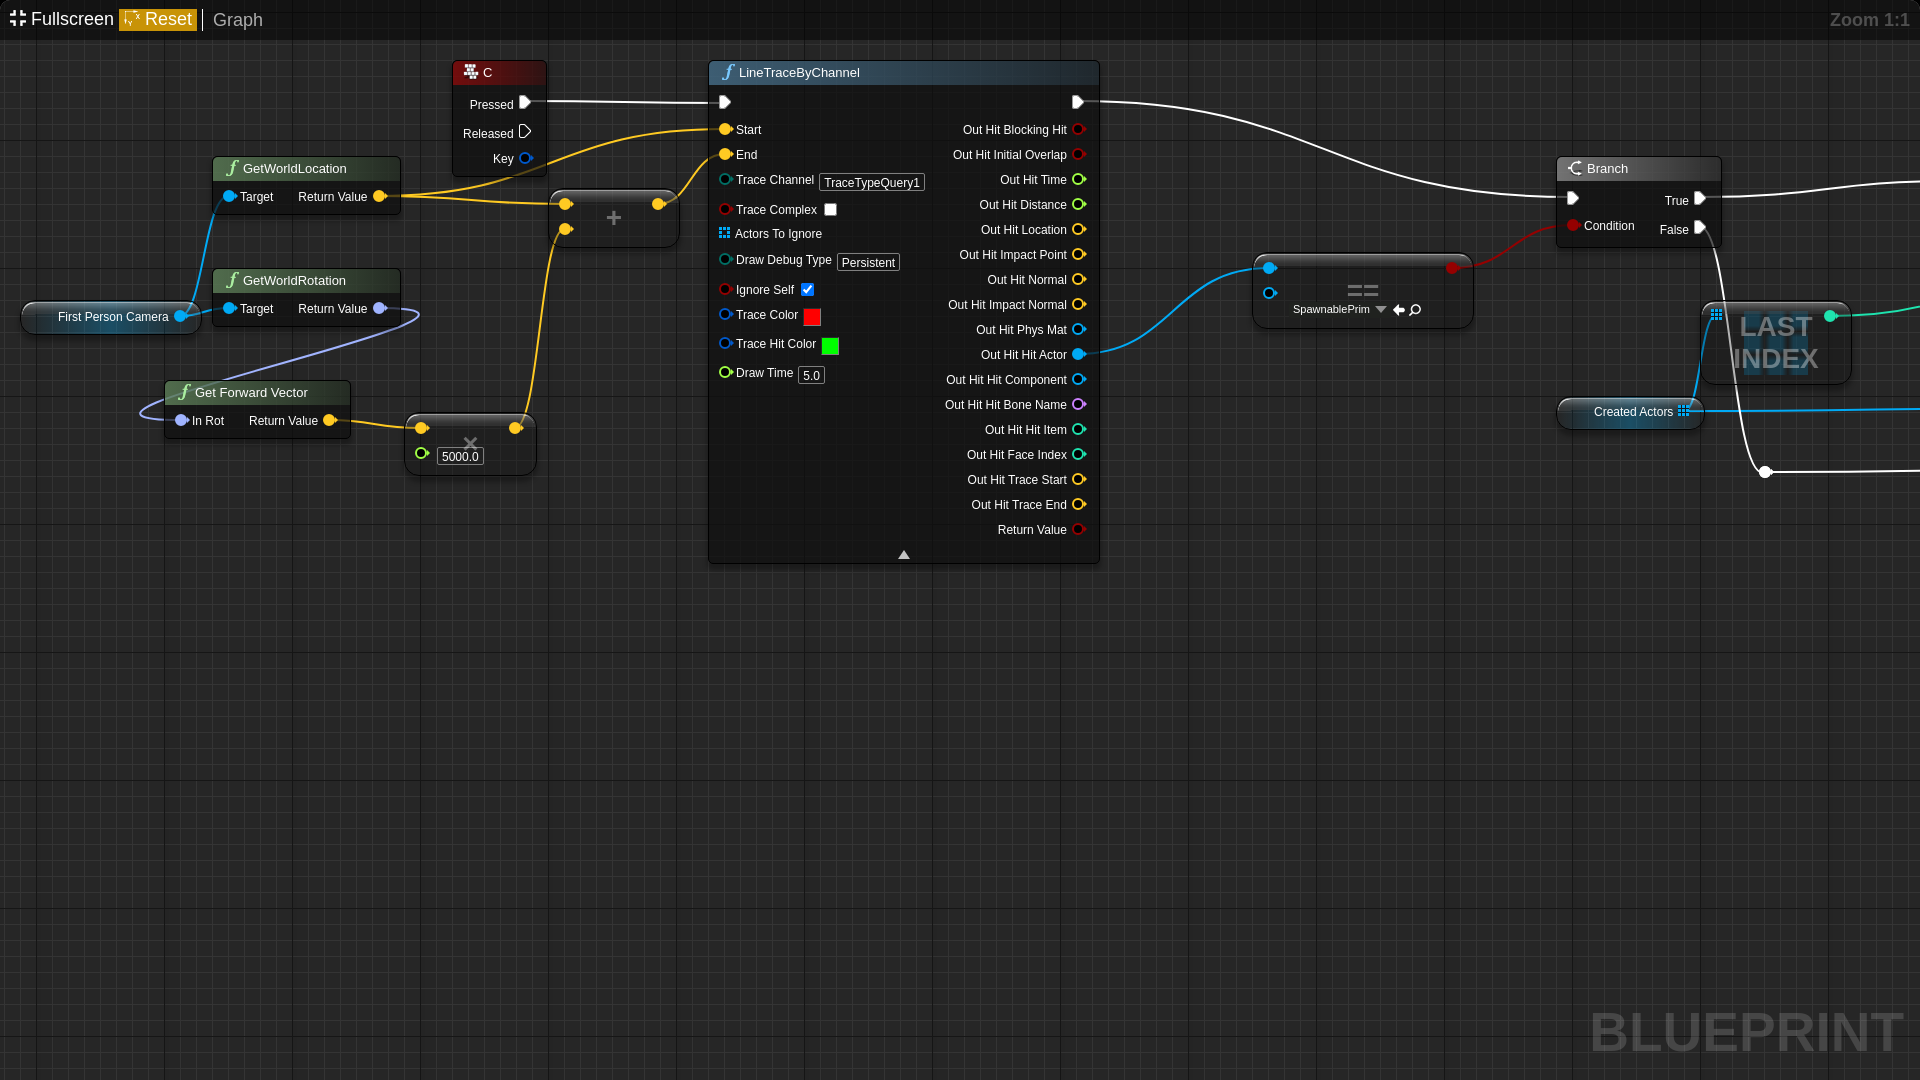 Fullscreen Reset Graph
Zoom 1:1
C
Pressed
Released
Key
GetWorldLocation
Target Return Value
GetWorldRotation
Target Return Value
First Person Camera
Get Forward Vector
In Rot Return Value
×
5000.0
+
LineTraceByChannel
Start
End
Trace Channel TraceTypeQuery1
Trace Complex
Actors To Ignore
Draw Debug Type Persistent
Ignore Self
Trace Color
Trace Hit Color
Draw Time 5.0
Out Hit Blocking Hit
Out Hit Initial Overlap
Out Hit Time
Out Hit Distance
Out Hit Location
Out Hit Impact Point
Out Hit Normal
Out Hit Impact Normal
Out Hit Phys Mat
Out Hit Hit Actor
Out Hit Hit Component
Out Hit Hit Bone Name
Out Hit Hit Item
Out Hit Face Index
Out Hit Trace Start
Out Hit Trace End
Return Value
==
SpawnablePrim
Branch
True
Condition
False
LAST
INDEX
Created Actors
BLUEPRINT